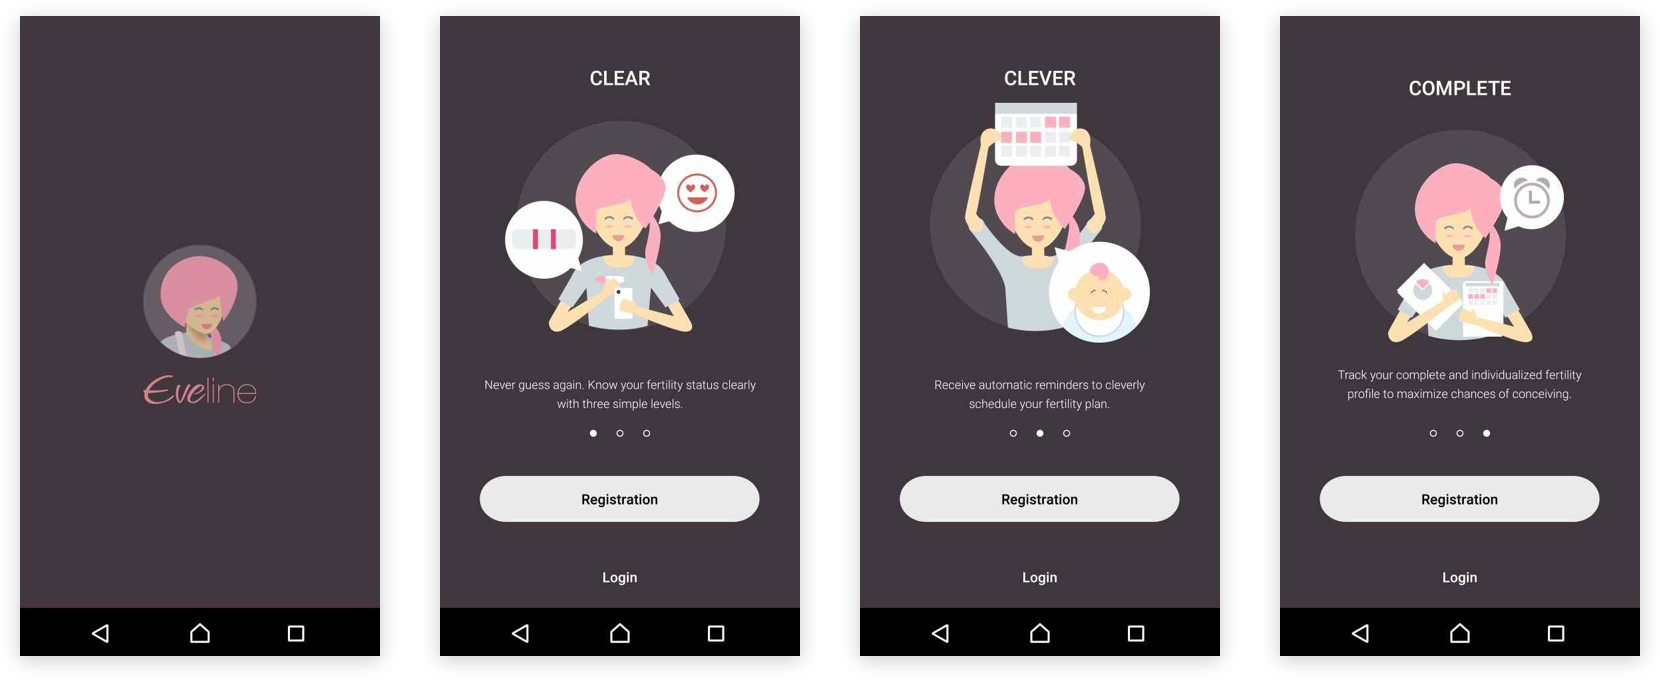 Eveline
CLEAR
Never guess again. Know your fertility status clearly
with three simple levels.
Registration
Login
CLEVER
Receive automatic reminders to cleverly
schedule your fertility plan.
Registration
Login
COMPLETE
Track your complete and individualized fertility
profile to maximize chances of conceiving.
Registration
Login